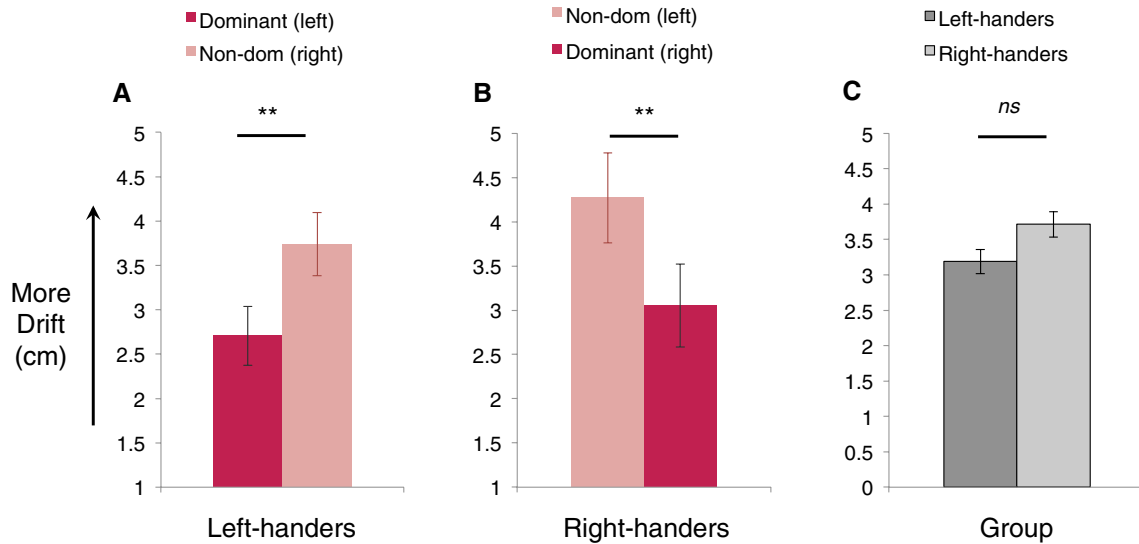 Dominant (left)
Non-dom (right)
Non-dom (left)
Dominant (right)
Left-handers
Right-handers
A
**
B
**
C
ns
More
Drift
(cm)
5
4.5
4
3.5
3
2.5
2
1.5
1
Left-handers
5
4.5
4
3.5
3
2.5
2
1.5
1
Right-handers
5
4.5
4
3.5
3
2.5
2
1.5
1
0.5
0
Group